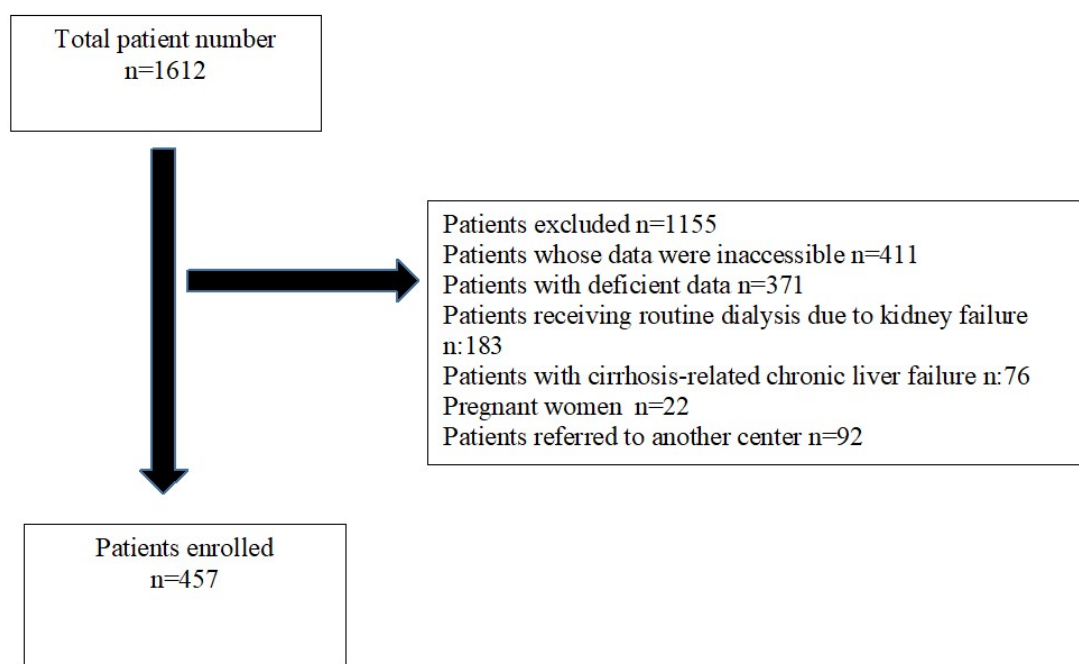 Total patient number
n=1612
Patients excluded n=1155
Patients whose data were inaccessible n=411
Patients with deficient data n=371
Patients receiving routine dialysis due to kidney failure
n:183
Patients with cirrhosis-related chronic liver failure n:76
Pregnant women n=22
Patients referred to another center n=92
Patients enrolled
n=457